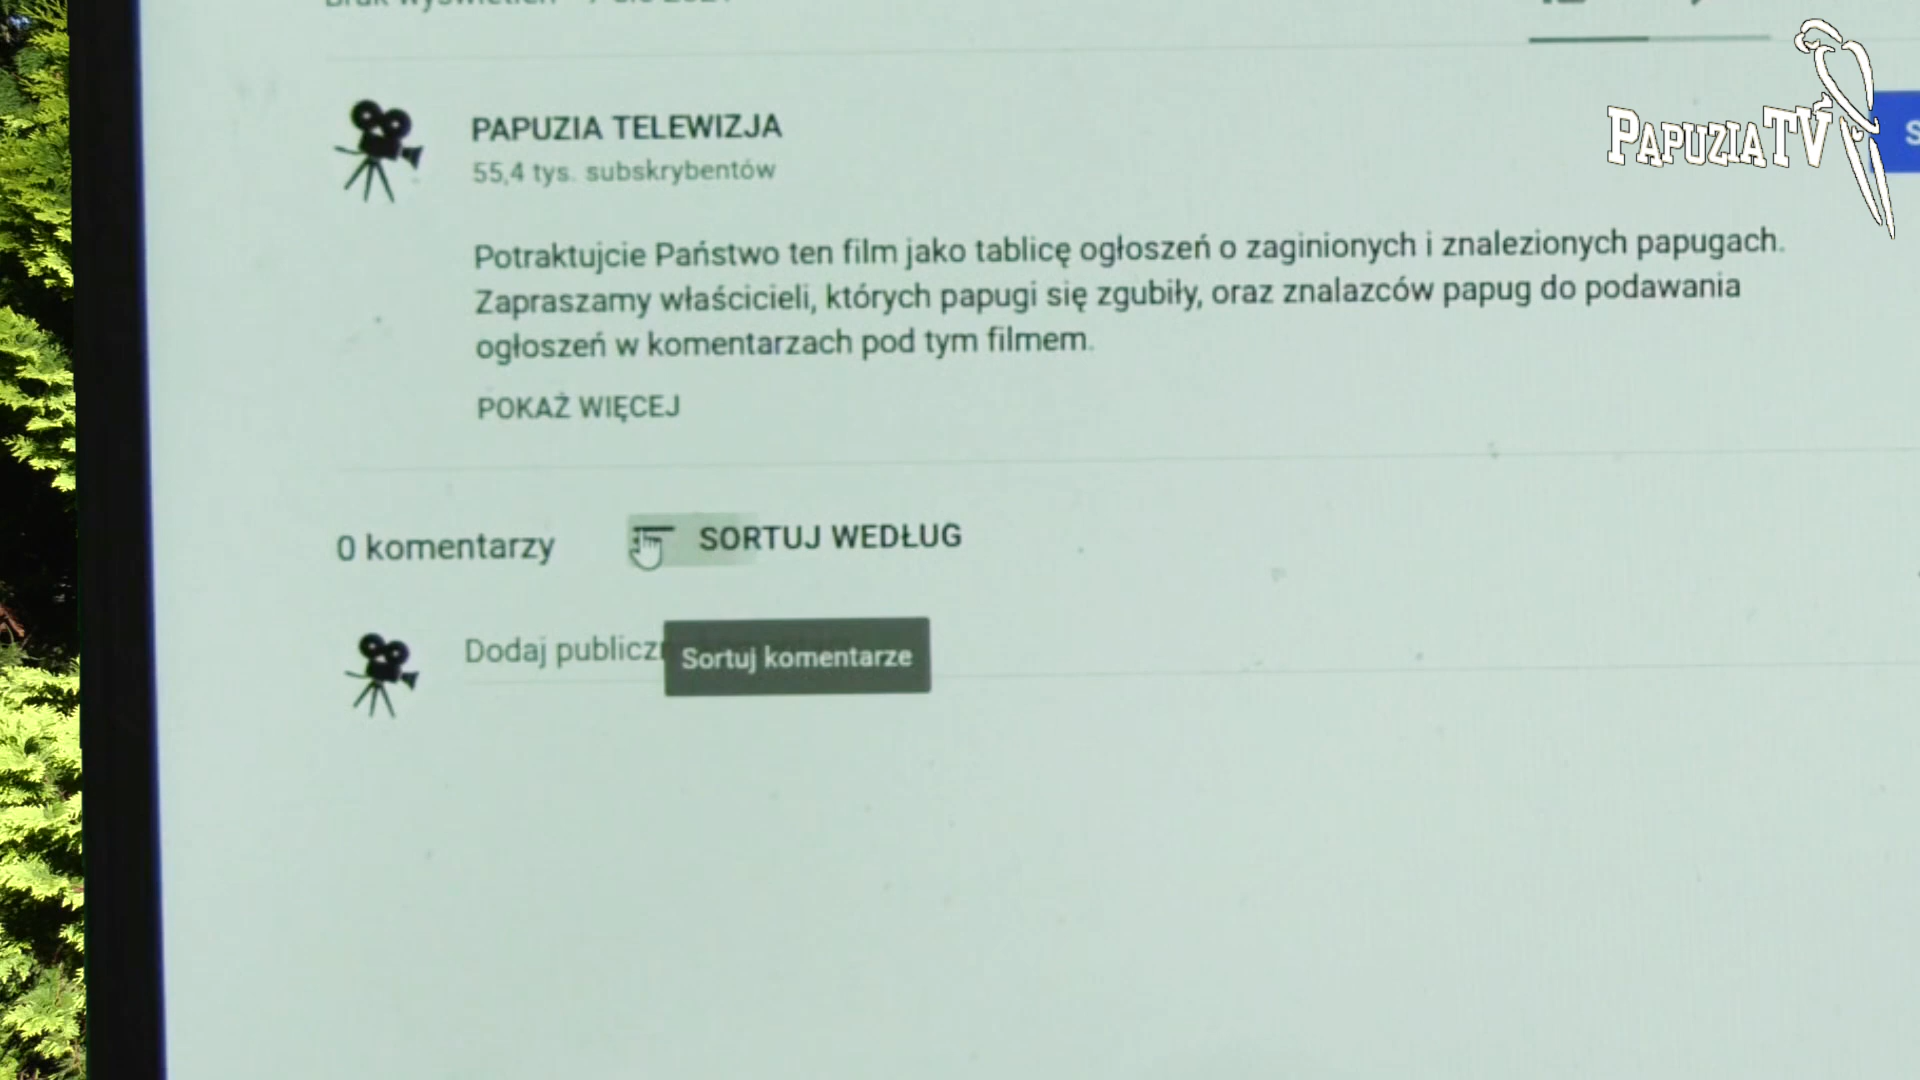 PAPUZIA TELEWIZJA
55,4 tys. subskrybentów
PAPUZIATV
Potraktujcie Państwo ten film jako tablicę ogłoszeń o zaginionych i znalezionych papugach.
Zapraszamy właścicieli, których papugi się zgubiły, oraz znalazców papug do podawania
ogłoszeń w komentarzach pod tym filmem.
POKAŻ WIĘCEJ
0 komentarzy SORTUJ WEDŁUG
Dodaj Sortuj komentarze